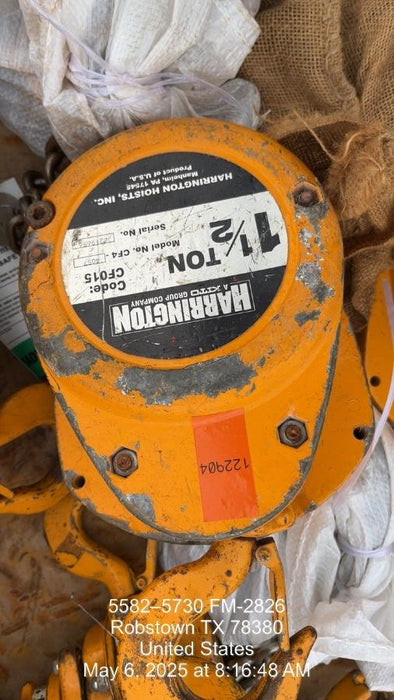 HARRINGTON
A KITO GROUP COMPANY
1 1/2 TON
Code:
CF015
Model No. CF4-
Serial No.
HARRINGTON HOISTS, INC.
Manheim, PA 17545
Product of U.S.A.
122904
5582–5730 FM-2826
Robstown TX 78380
United States
May 6, 2025 at 8:16:48 AM